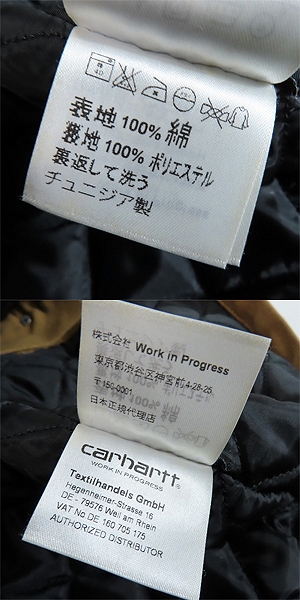 表地 100% 綿
裏地 100% ポリエステル
裏返して洗う
チュニジア製
株式会社 Work in Progress
東京都渋谷区神宮前4-26-25
〒150-0001
日本正規代理店
carhartt
WORK IN PROGRESS
Textilhandels GmbH
Hegenheimer-Strasse 16
DE - 79576 Weil am Rhein
VAT No DE 160 705 175
AUTHORIZED DISTRIBUTOR